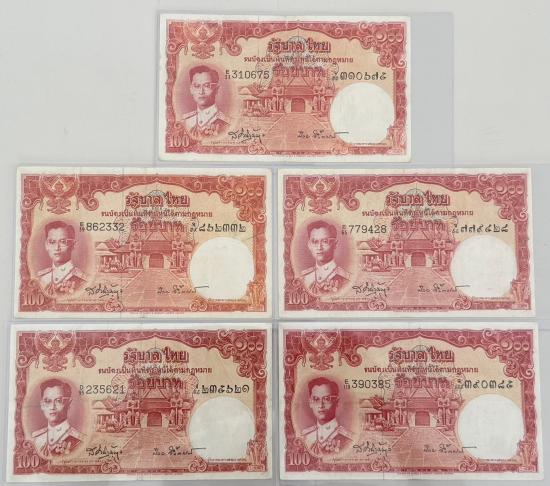 รัฐบาลไทย
ธนบัตร์เป็นเงินที่ชำระหนี้ได้ตามกฎหมาย
310675 ๓๑๐๖๗๕
ร้อยบาท
100
รัฐบาลไทย
ธนบัตร์เป็นเงินที่ชำระหนี้ได้ตามกฎหมาย
862332 ๘๖๒๓๓๒
ร้อยบาท
100
รัฐบาลไทย
ธนบัตร์เป็นเงินที่ชำระหนี้ได้ตามกฎหมาย
779428 ๗๗๙๔๒๘
ร้อยบาท
100
รัฐบาลไทย
ธนบัตร์เป็นเงินที่ชำระหนี้ได้ตามกฎหมาย
235621 ๒๓๕๖๒๑
ร้อยบาท
100
รัฐบาลไทย
ธนบัตร์เป็นเงินที่ชำระหนี้ได้ตามกฎหมาย
390385 ๓๙๐๓๘๕
ร้อยบาท
100